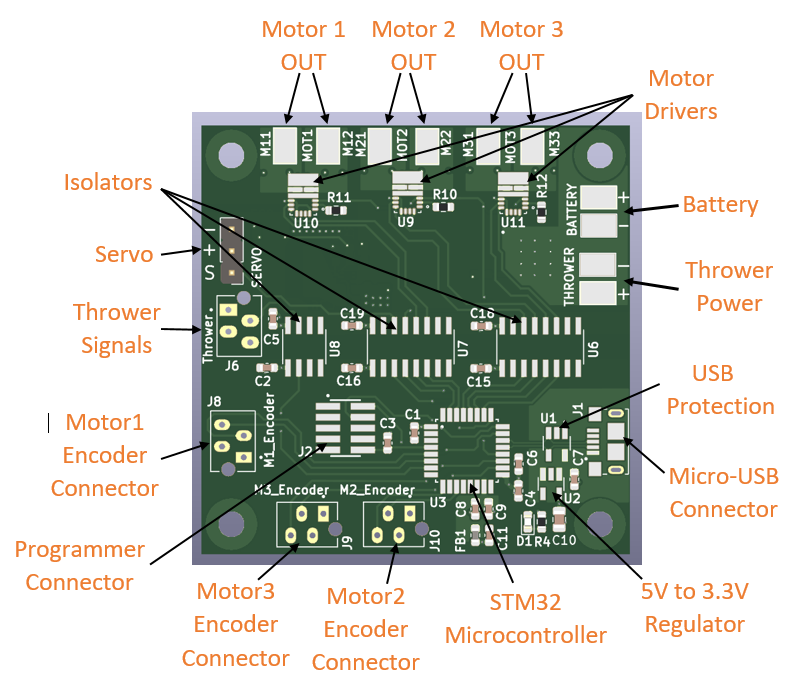 Motor 1
OUT
Motor 2
OUT
Motor 3
OUT
Motor
Drivers
Isolators
Battery
Servo
Thrower
Power
Thrower
Signals
USB
Protection
Motor1
Encoder
Connector
Micro-USB
Connector
Programmer
Connector
Motor3
Encoder
Connector
Motor2
Encoder
Connector
STM32
Microcontroller
5V to 3.3V
Regulator
M11
MOT1
M12
M21
MOT2
M22
M31
MOT3
M33
R11
R10
R12
U10
U9
U11
BATTERY
+
-
THROWER
-
+
-
+
S
SERVO
Thrower
J6
C5
C19
C18
U8
U7
U6
C2
C16
C15
J8
M1_Encoder
J2
C3
C1
U1
J1
C6
C7
C4
U2
U3
M3_Encoder
M2_Encoder
J9
J10
C8
C9
FB1
C11
D1
R4
C10